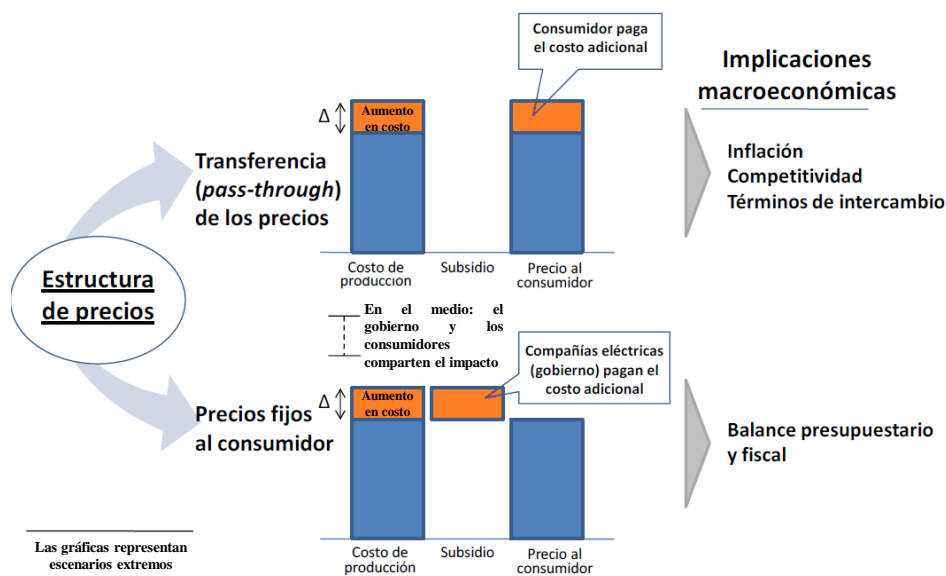 Estructura
de precios
Transferencia
(pass-through)
de los precios
Δ
Aumento
en costo
Consumidor paga
el costo adicional
Costo de
producción
Subsidio
Precio al
consumidor
Implicaciones
macroeconómicas
Inflación
Competitividad
Términos de intercambio
En el medio: el
gobierno y los
consumidores
comparten el impacto
Precios fijos
al consumidor
Δ
Aumento
en costo
Compañías eléctricas
(gobierno) pagan el
costo adicional
Costo de
producción
Subsidio
Precio al
consumidor
Balance presupuestario
y fiscal
Las gráficas representan
escenarios extremos